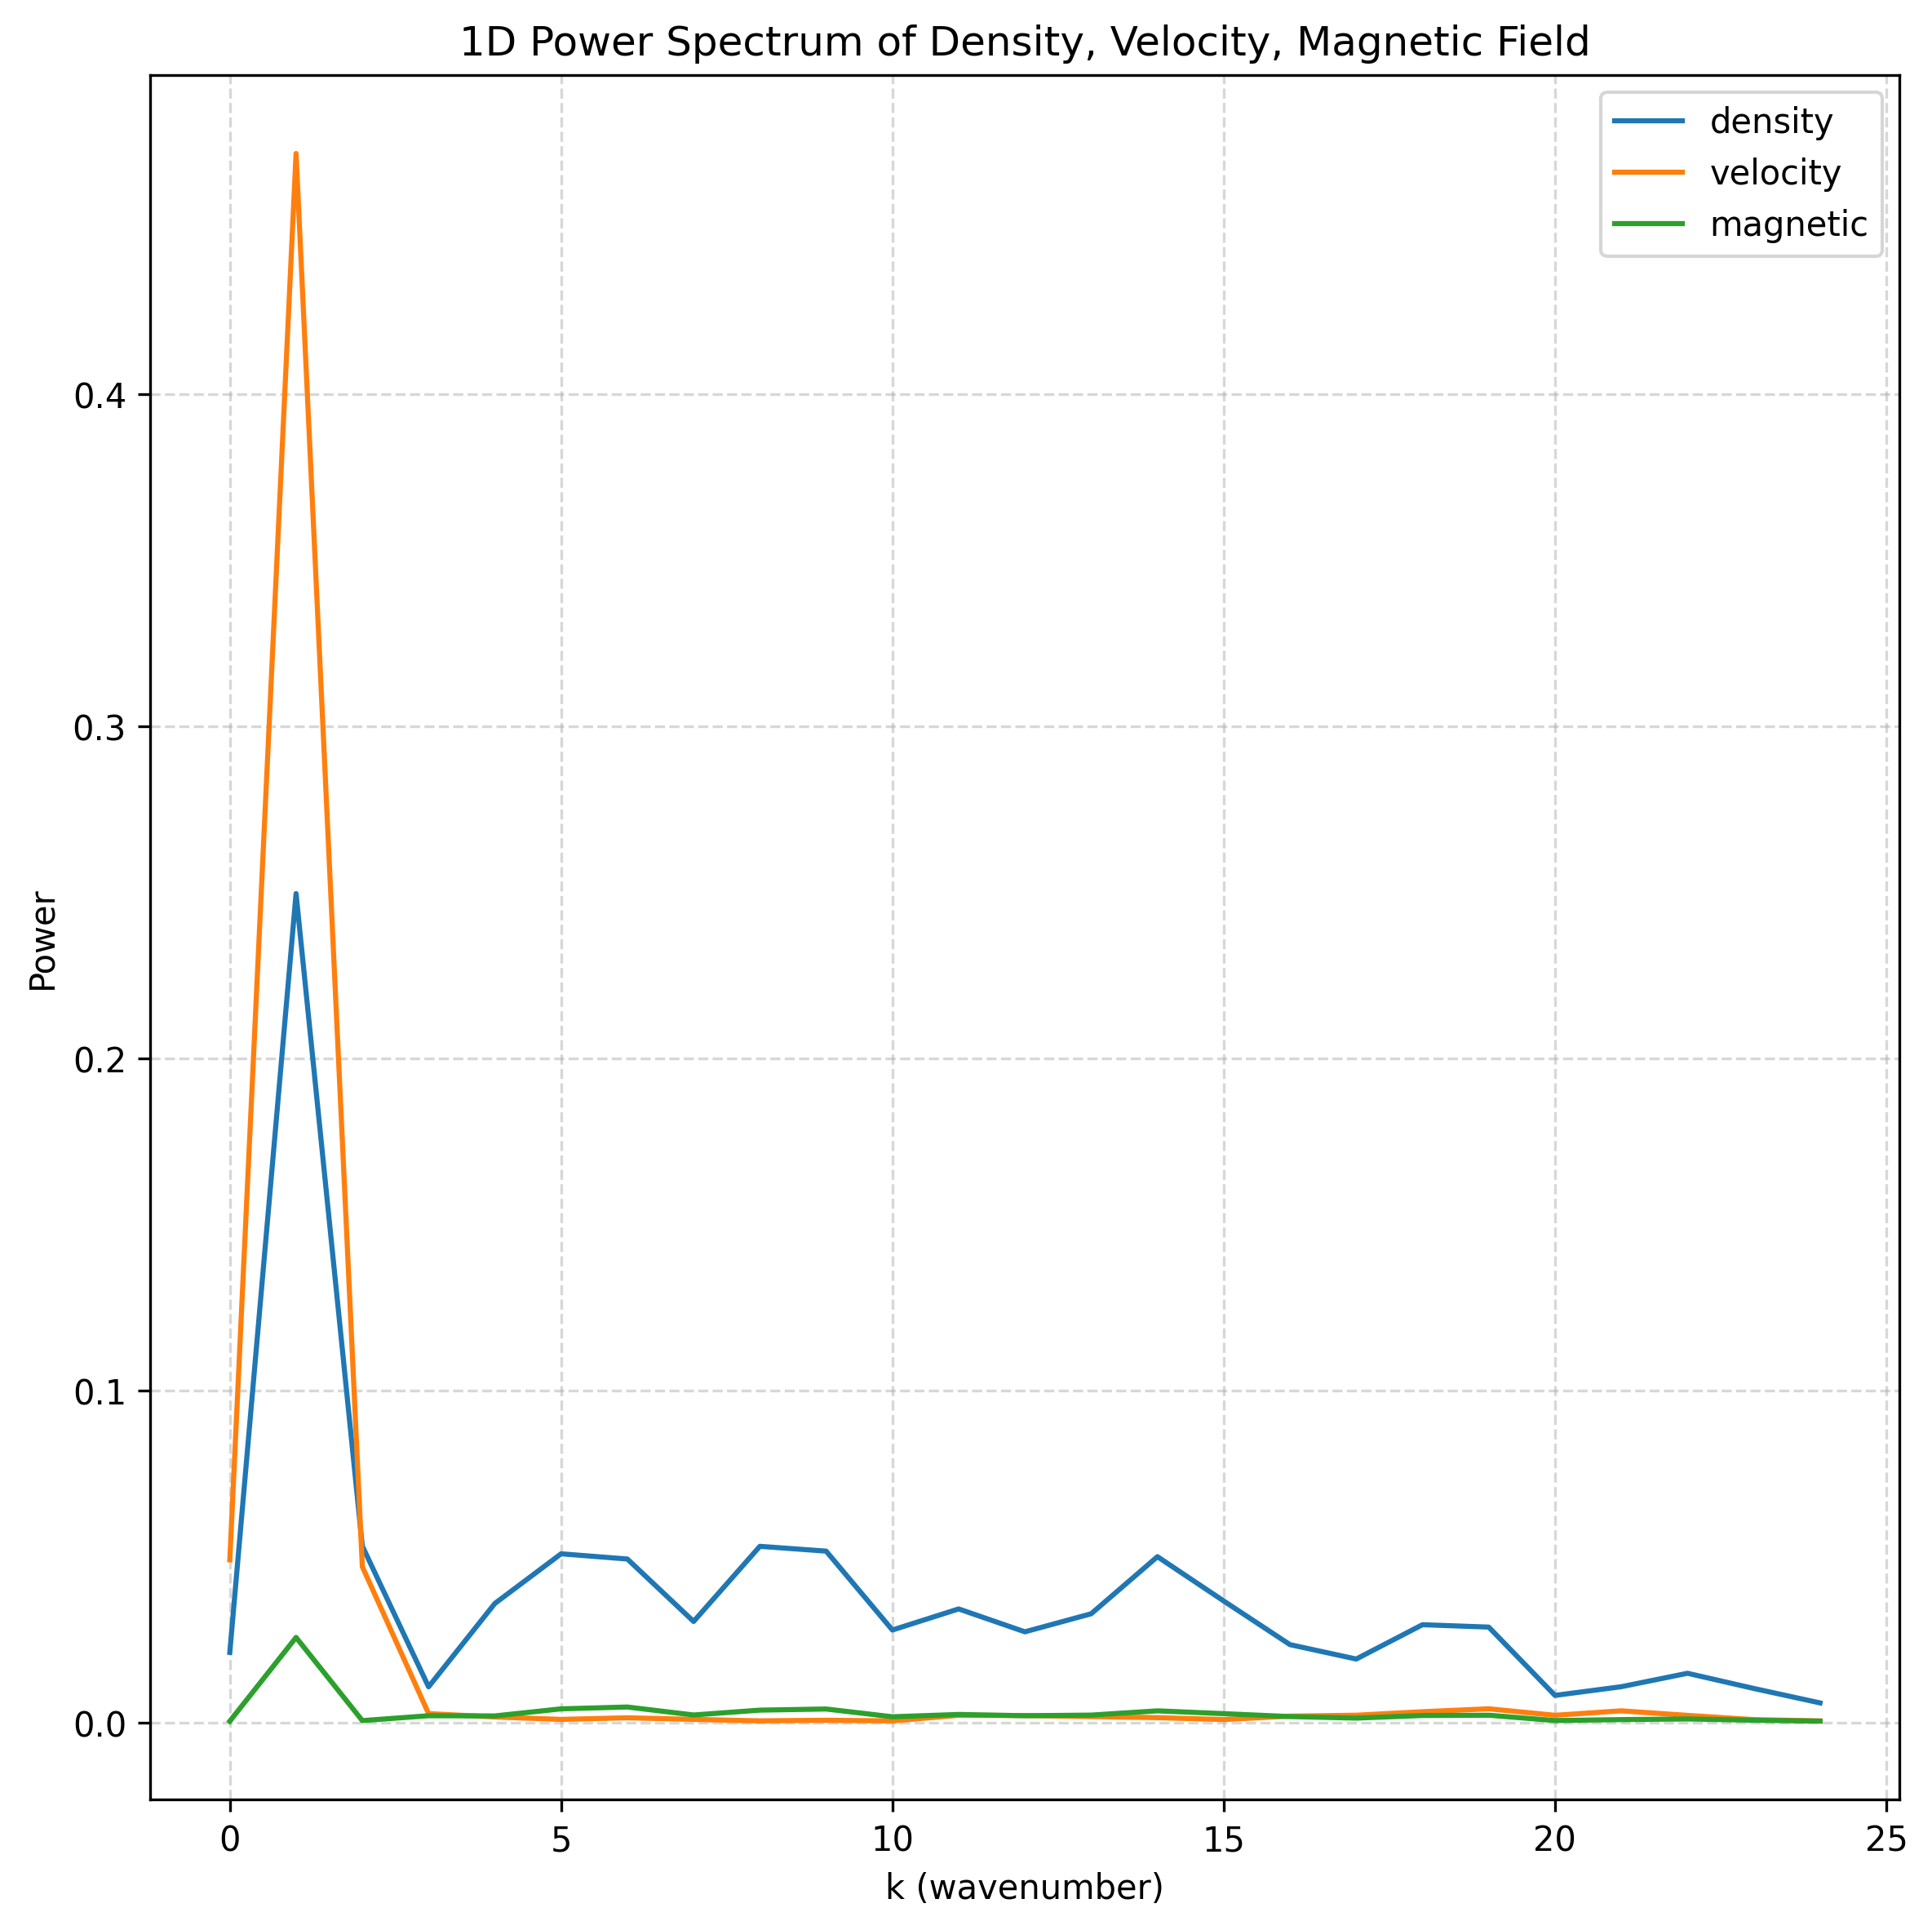 1D Power Spectrum of Density, Velocity, Magnetic Field
density
velocity
magnetic
0.4
0.3
0.2
0.1
0.0
Power
0 5 10 15 20 25
k (wavenumber)